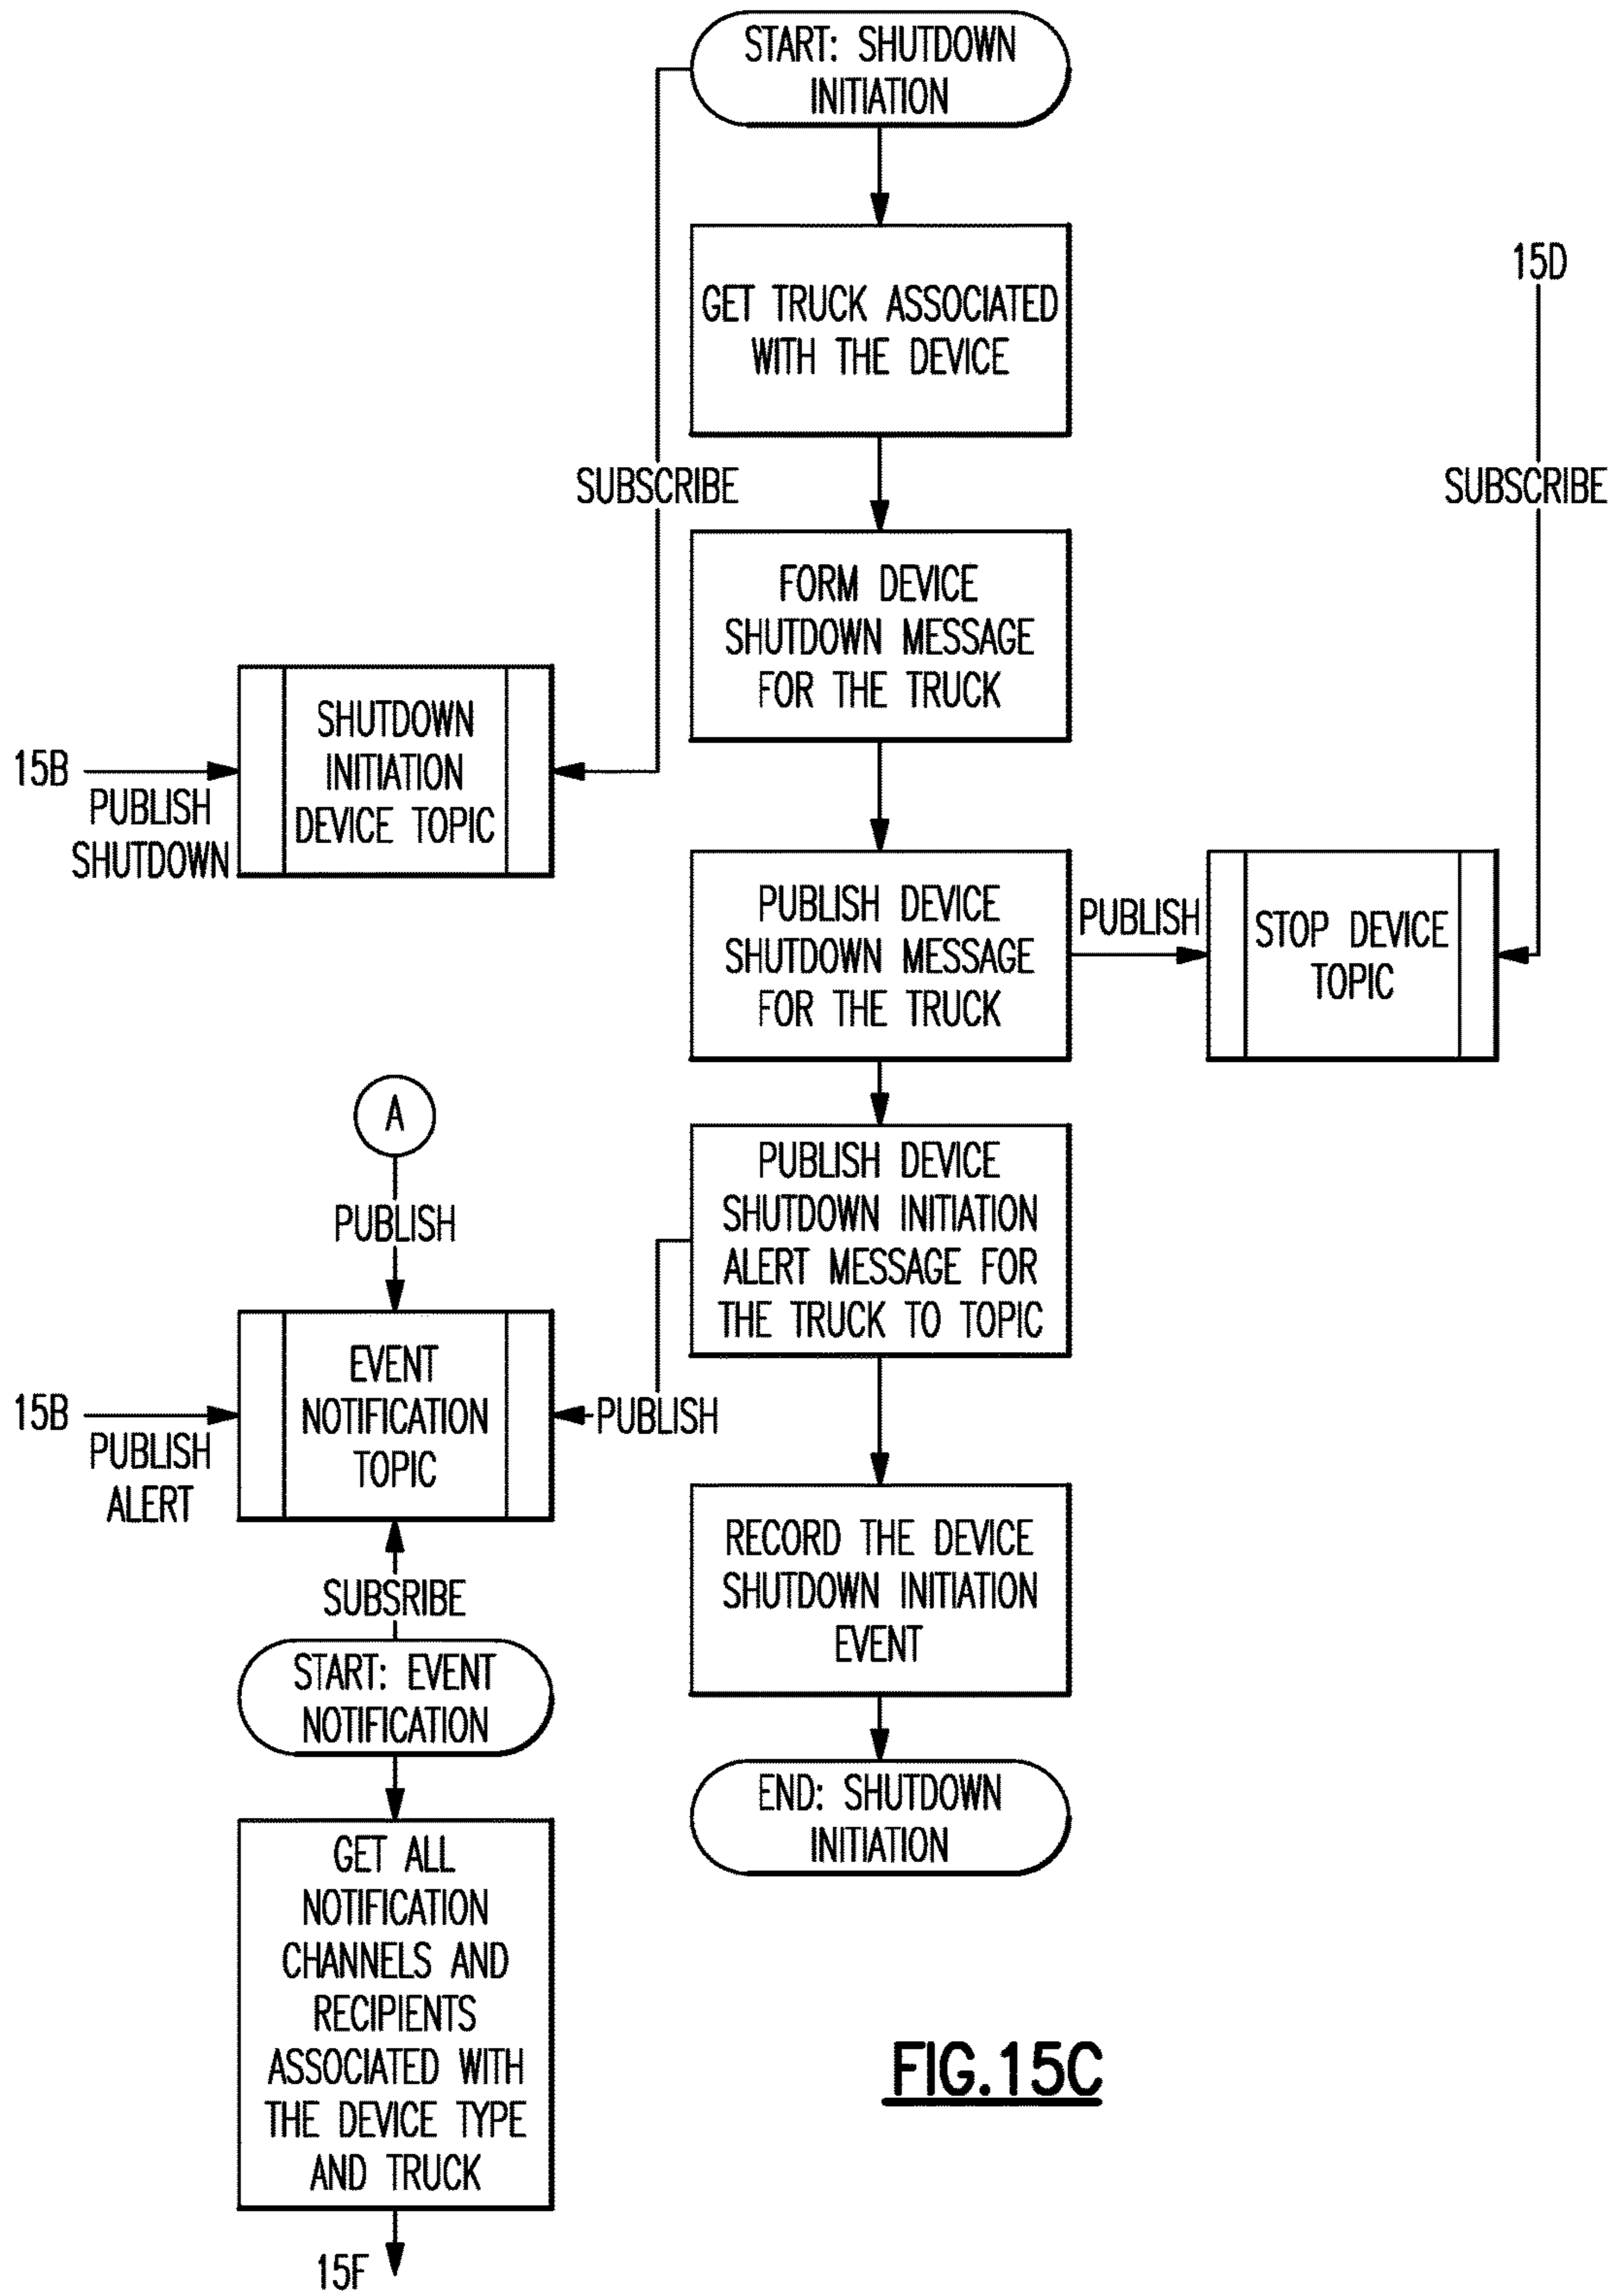 START: SHUTDOWN
INITIATION
GET TRUCK ASSOCIATED
WITH THE DEVICE
15D
SUBSCRIBE
SUBSCRIBE
FORM DEVICE
SHUTDOWN MESSAGE
FOR THE TRUCK
SHUTDOWN
INITIATION
DEVICE TOPIC
15B
PUBLISH
SHUTDOWN
PUBLISH DEVICE
SHUTDOWN MESSAGE
FOR THE TRUCK
PUBLISH
STOP DEVICE
TOPIC
A
PUBLISH
PUBLISH DEVICE
SHUTDOWN INITIATION
ALERT MESSAGE FOR
THE TRUCK TO TOPIC
EVENT
NOTIFICATION
TOPIC
15B
PUBLISH
ALERT
PUBLISH
RECORD THE DEVICE
SHUTDOWN INITIATION
EVENT
SUBSRIBE
START: EVENT
NOTIFICATION
END: SHUTDOWN
INITIATION
GET ALL
NOTIFICATION
CHANNELS AND
RECIPIENTS
ASSOCIATED WITH
THE DEVICE TYPE
AND TRUCK
15F
FIG.15C